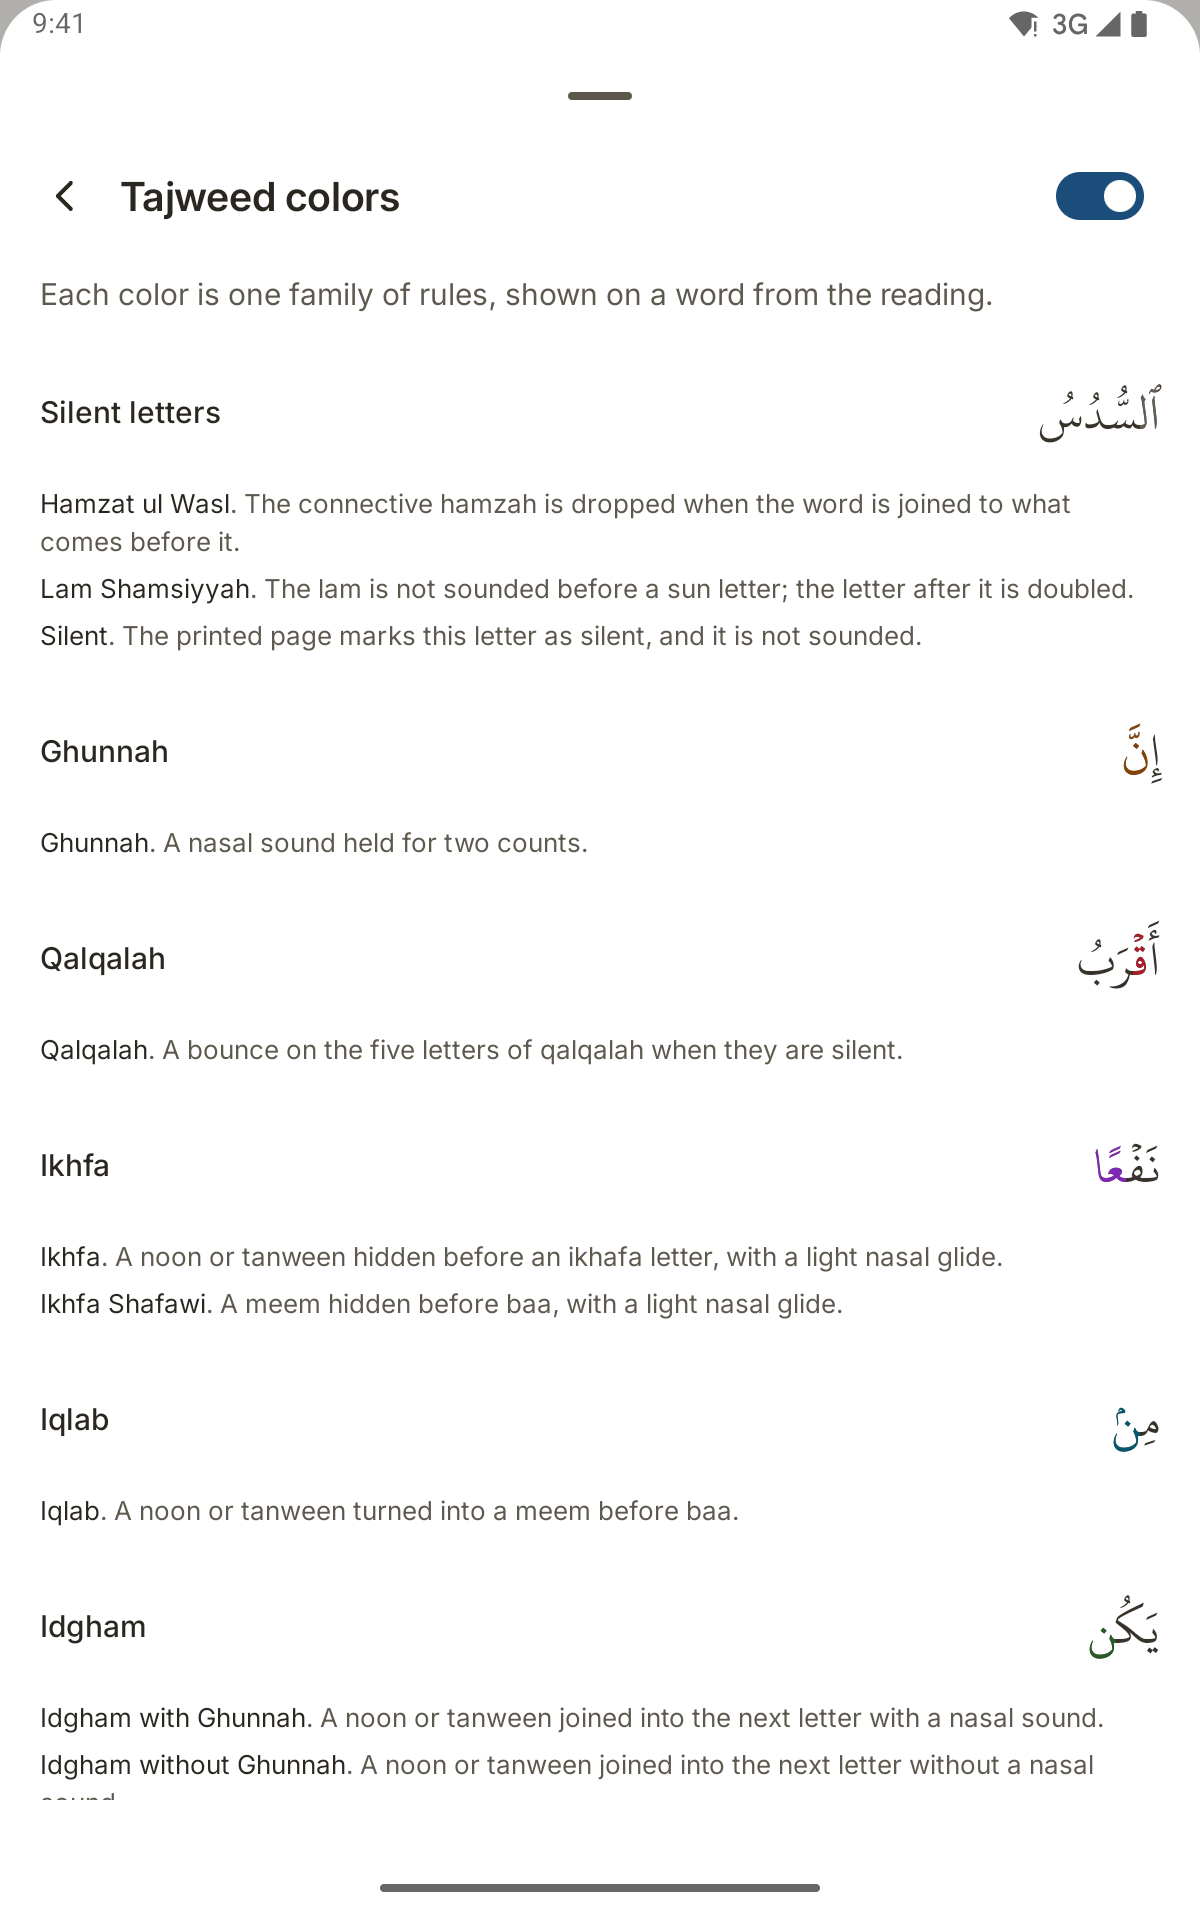 9:41
3G
Tajweed colors
Each color is one family of rules, shown on a word from the reading.
Silent letters
ٱلسُّدُسُ
Hamzat ul Wasl. The connective hamzah is dropped when the word is joined to what
comes before it.
Lam Shamsiyyah. The lam is not sounded before a sun letter; the letter after it is doubled.
Silent. The printed page marks this letter as silent, and it is not sounded.
Ghunnah
إِنَّ
Ghunnah. A nasal sound held for two counts.
Qalqalah
أَقۡرَبُ
Qalqalah. A bounce on the five letters of qalqalah when they are silent.
Ikhfa
نَفۡعًا
Ikhfa. A noon or tanween hidden before an ikhafa letter, with a light nasal glide.
Ikhfa Shafawi. A meem hidden before baa, with a light nasal glide.
Iqlab
مِنۢ
Iqlab. A noon or tanween turned into a meem before baa.
Idgham
يَكُن
Idgham with Ghunnah. A noon or tanween joined into the next letter with a nasal sound.
Idgham without Ghunnah. A noon or tanween joined into the next letter without a nasal